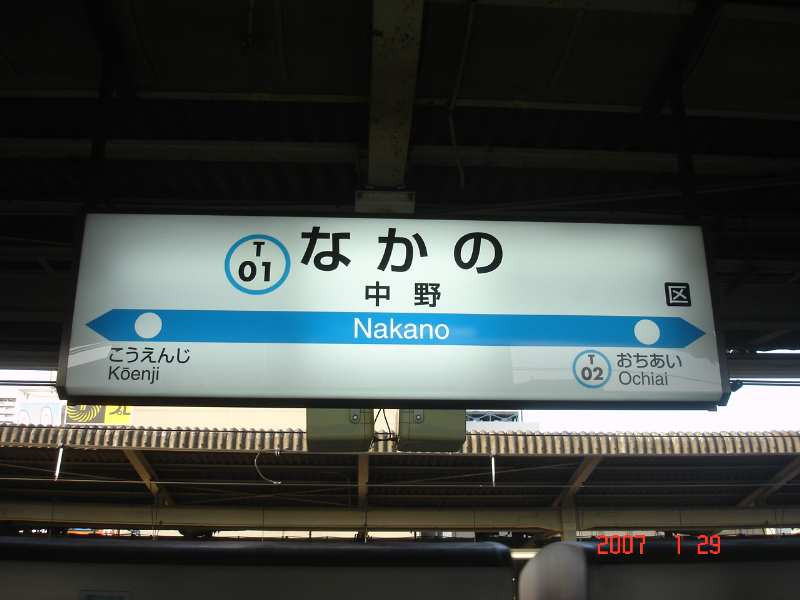 T
01
なかの
中野
区
Nakano
こうえんじ
Kōenji
T
02
おちあい
Ochiai
2007 1 29